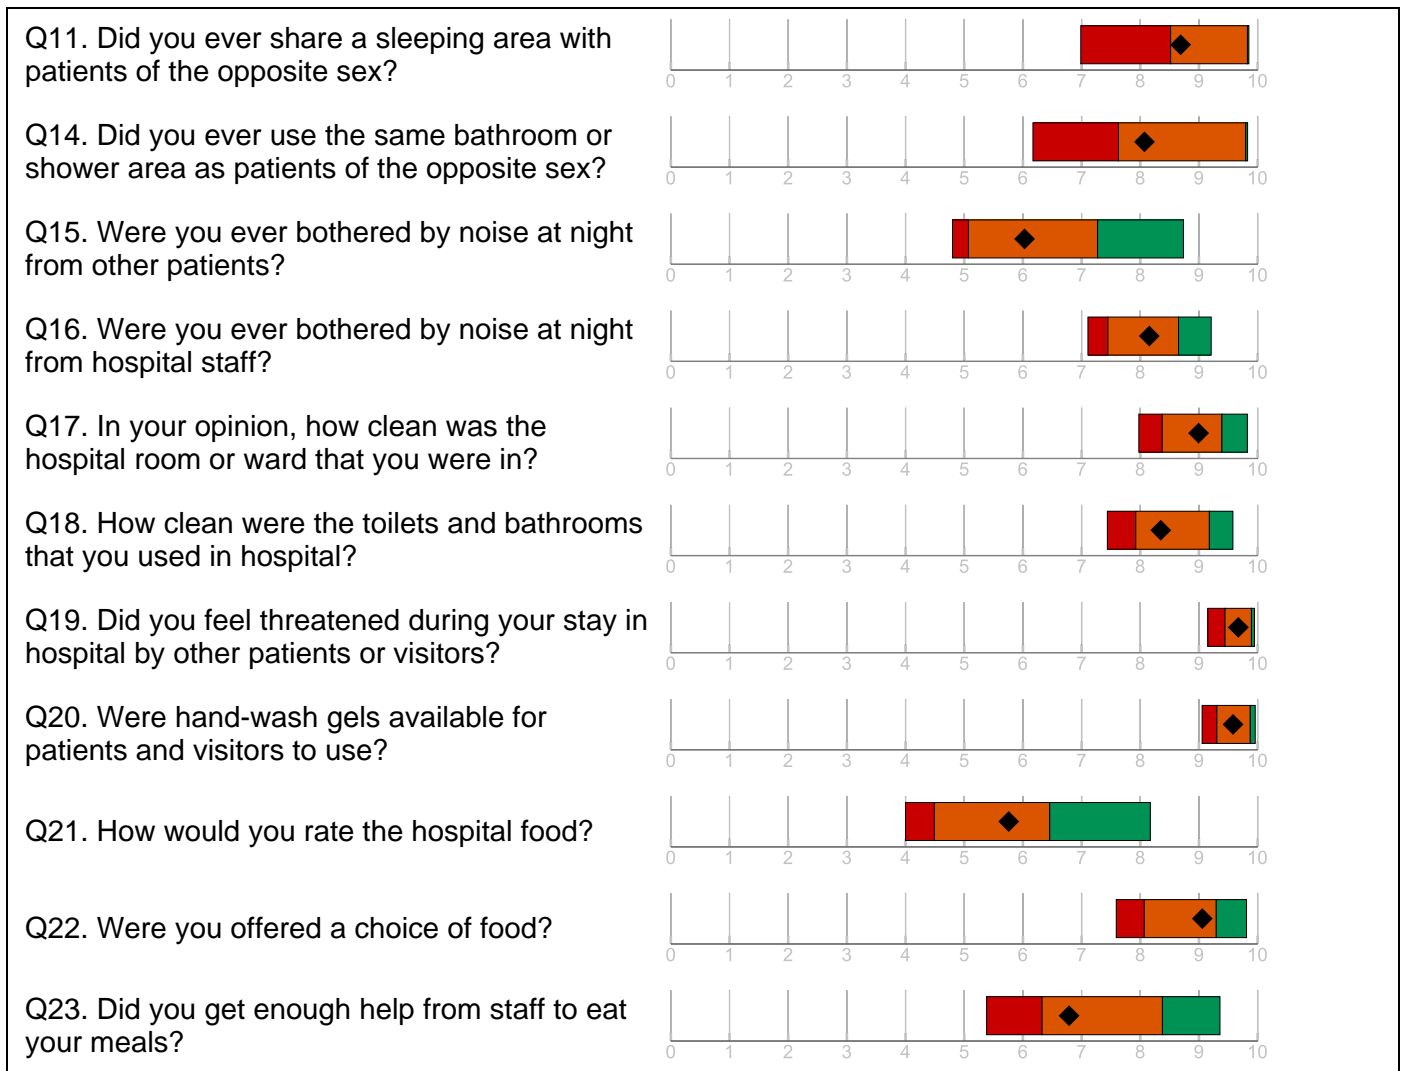 Q11. Did you ever share a sleeping area with
patients of the opposite sex?
0 1 2 3 4 5 6 7 8 9 10
Q14. Did you ever use the same bathroom or
shower area as patients of the opposite sex?
0 1 2 3 4 5 6 7 8 9 10
Q15. Were you ever bothered by noise at night
from other patients?
0 1 2 3 4 5 6 7 8 9 10
Q16. Were you ever bothered by noise at night
from hospital staff?
0 1 2 3 4 5 6 7 8 9 10
Q17. In your opinion, how clean was the
hospital room or ward that you were in?
0 1 2 3 4 5 6 7 8 9 10
Q18. How clean were the toilets and bathrooms
that you used in hospital?
0 1 2 3 4 5 6 7 8 9 10
Q19. Did you feel threatened during your stay in
hospital by other patients or visitors?
0 1 2 3 4 5 6 7 8 9 10
Q20. Were hand-wash gels available for
patients and visitors to use?
0 1 2 3 4 5 6 7 8 9 10
Q21. How would you rate the hospital food?
0 1 2 3 4 5 6 7 8 9 10
Q22. Were you offered a choice of food?
0 1 2 3 4 5 6 7 8 9 10
Q23. Did you get enough help from staff to eat
your meals?
0 1 2 3 4 5 6 7 8 9 10